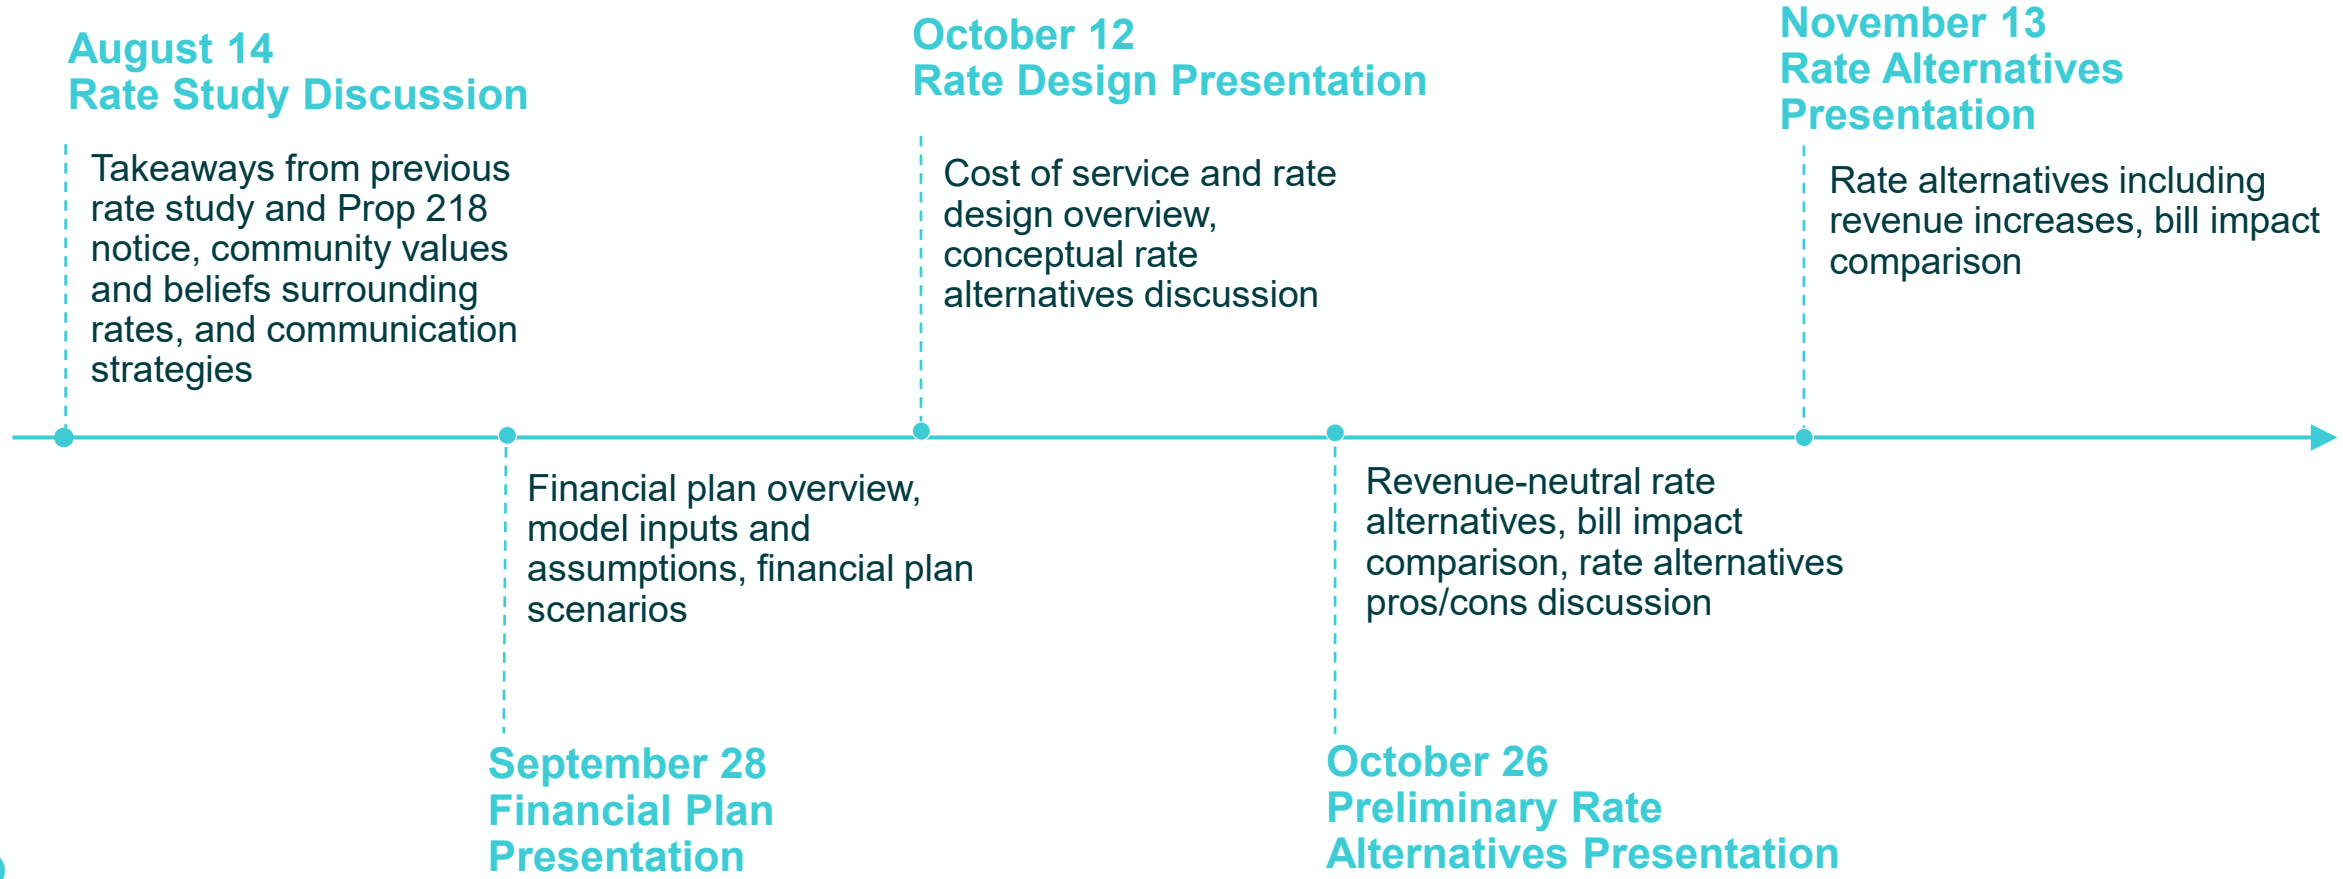 August 14
Rate Study Discussion
Takeaways from previous
rate study and Prop 218
notice, community values
and beliefs surrounding
rates, and communication
strategies
September 28
Financial Plan
Presentation
Financial plan overview,
model inputs and
assumptions, financial plan
scenarios
October 12
Rate Design Presentation
Cost of service and rate
design overview,
conceptual rate
alternatives discussion
October 26
Preliminary Rate
Alternatives Presentation
Revenue-neutral rate
alternatives, bill impact
comparison, rate alternatives
pros/cons discussion
November 13
Rate Alternatives
Presentation
Rate alternatives including
revenue increases, bill impact
comparison